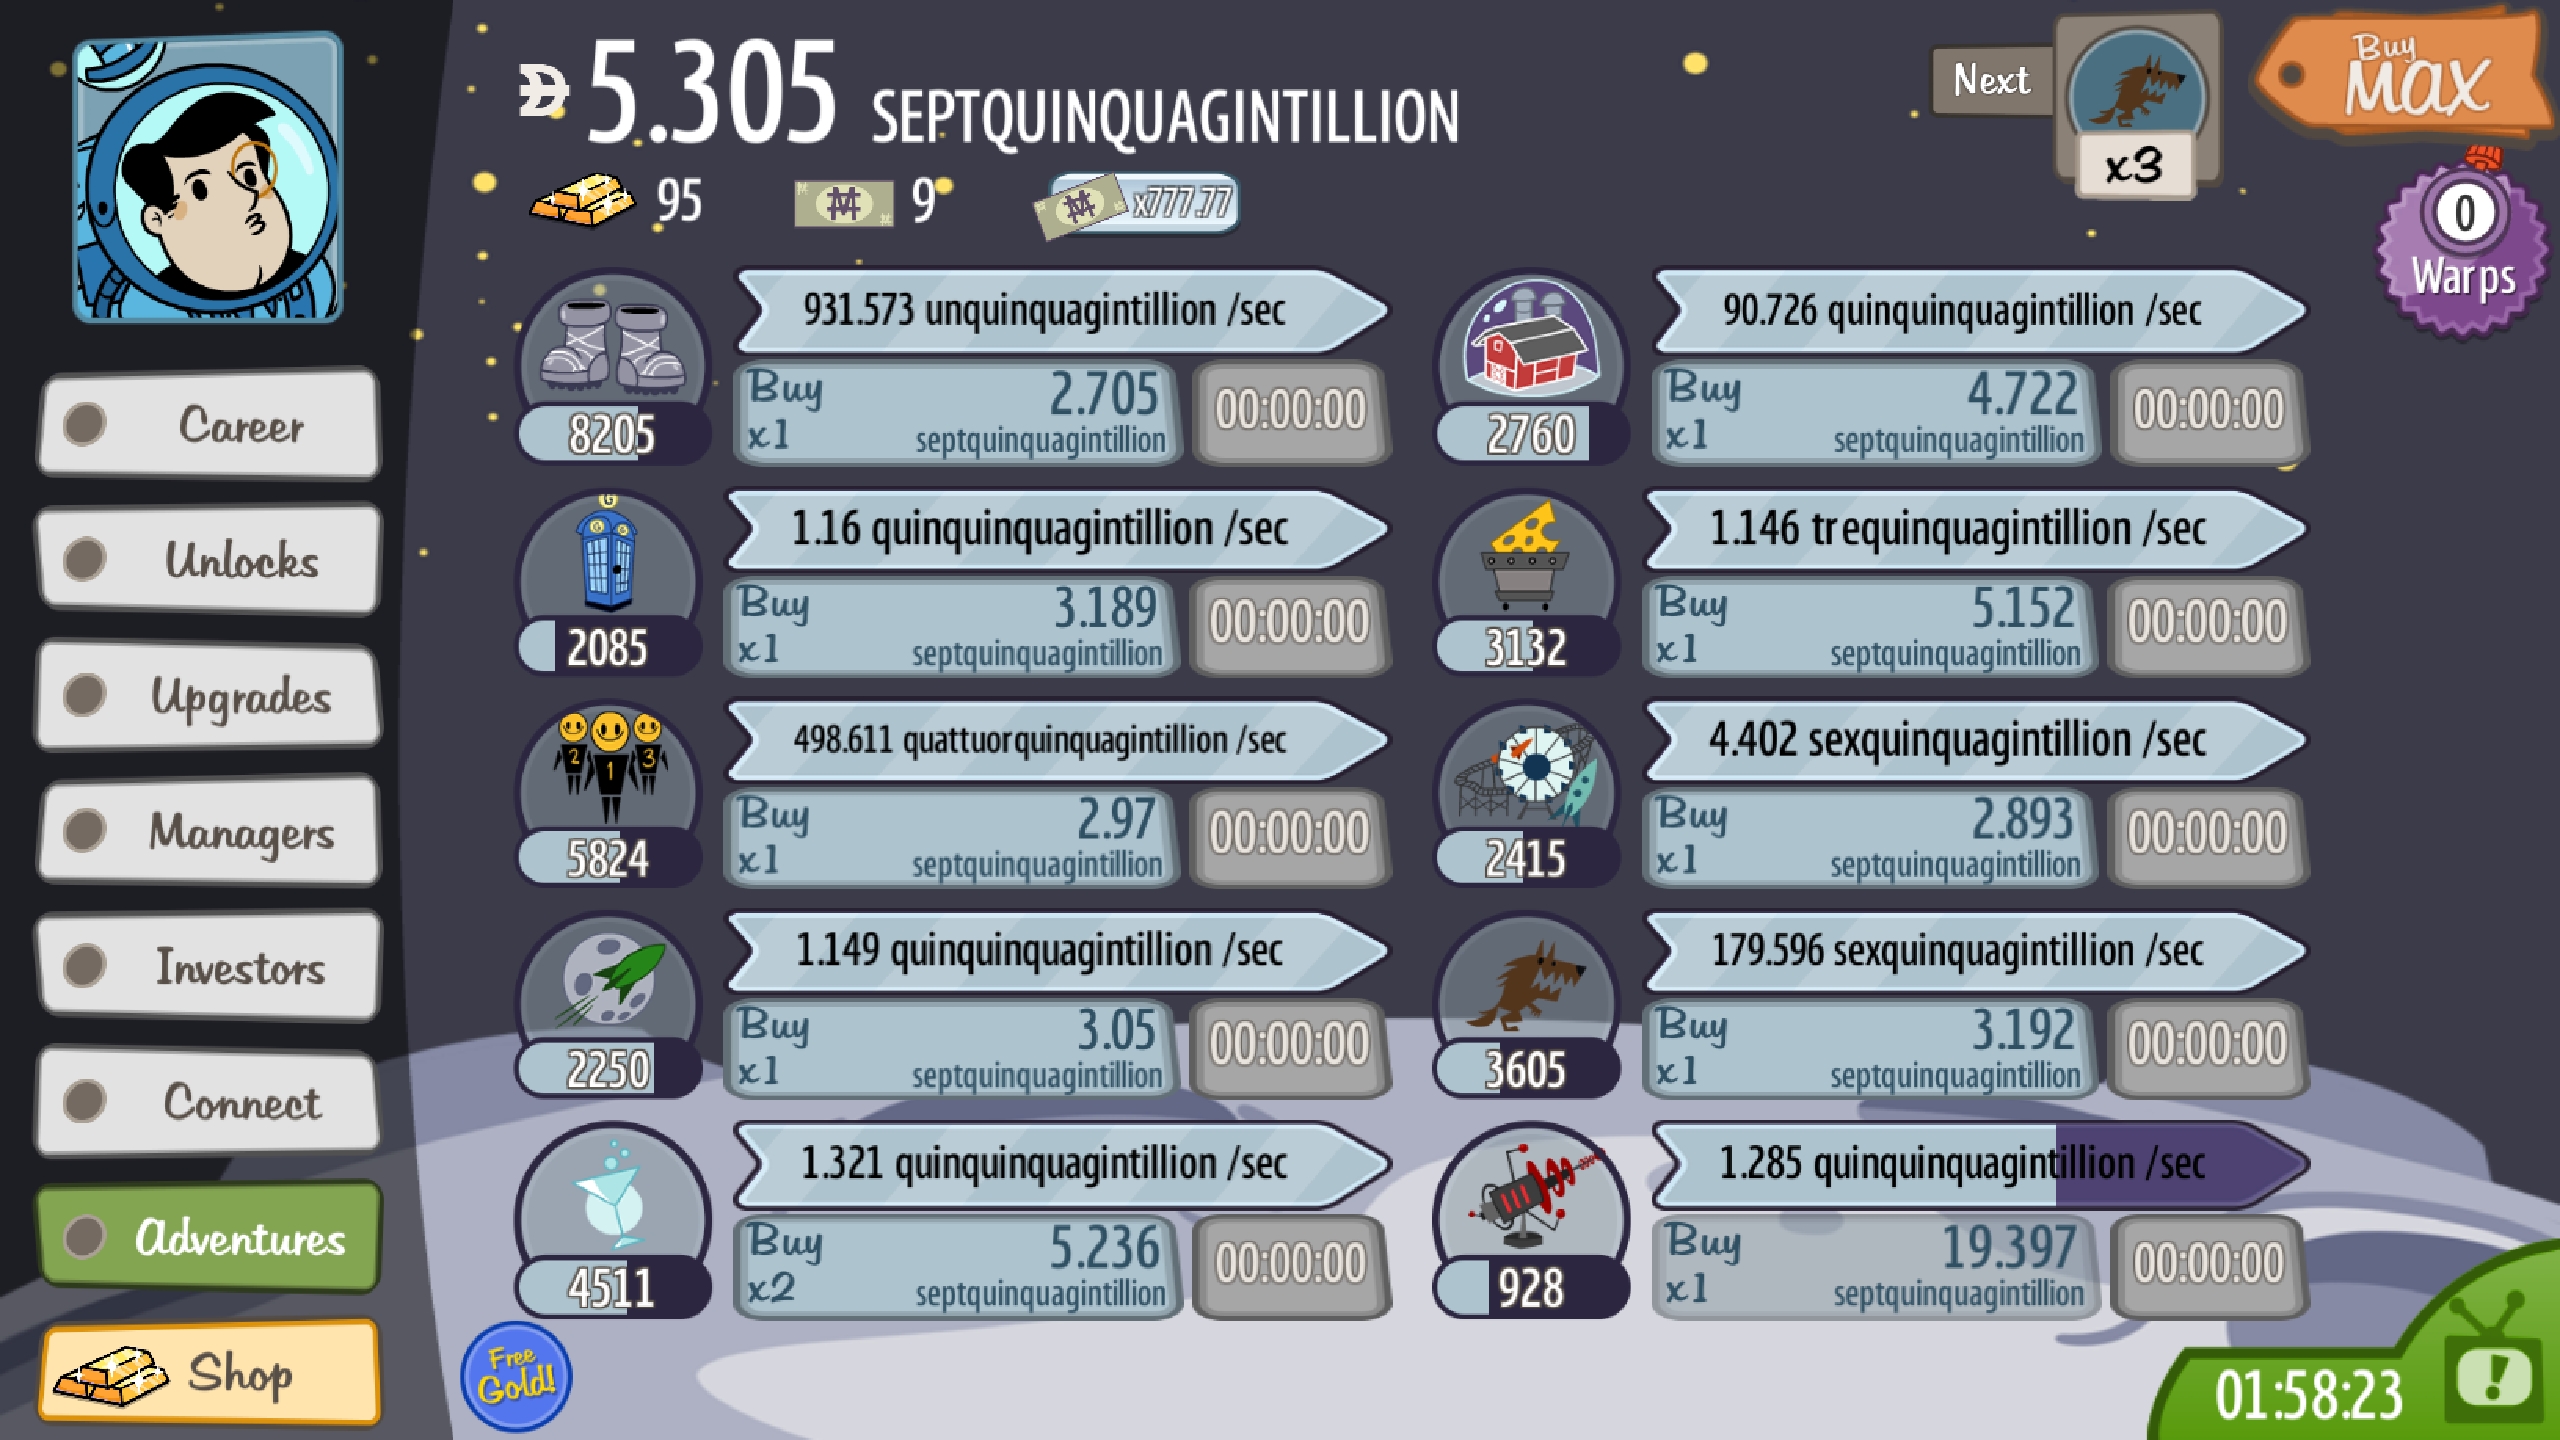 5.305 SEPTQUINQUAGINTILLION
Next
x3
Buy
MAX
95
9
x777.77
0
Warps
Career
Unlocks
Upgrades
Managers
Investors
Connect
Adventures
Shop
931.573 unquinquagintillion /sec
8205
Buy
x1
2.705
septquinquagintillion
00:00:00
90.726 quinquinquagintillion /sec
2760
Buy
x1
4.722
septquinquagintillion
00:00:00
G
G G
1.16 quinquinquagintillion /sec
2085
Buy
x1
3.189
septquinquagintillion
00:00:00
1.146 trequinquagintillion /sec
3132
Buy
x1
5.152
septquinquagintillion
00:00:00
2 1 3
498.611 quattuorquinquagintillion /sec
5824
Buy
x1
2.97
septquinquagintillion
00:00:00
4.402 sexquinquagintillion /sec
2415
Buy
x1
2.893
septquinquagintillion
00:00:00
1.149 quinquinquagintillion /sec
2250
Buy
x1
3.05
septquinquagintillion
00:00:00
179.596 sexquinquagintillion /sec
3605
Buy
x1
3.192
septquinquagintillion
00:00:00
1.321 quinquinquagintillion /sec
4511
Buy
x2
5.236
septquinquagintillion
00:00:00
1.285 quinquinquagintillion /sec
928
Buy
x1
19.397
septquinquagintillion
00:00:00
Free
Gold!
01:58:23
!